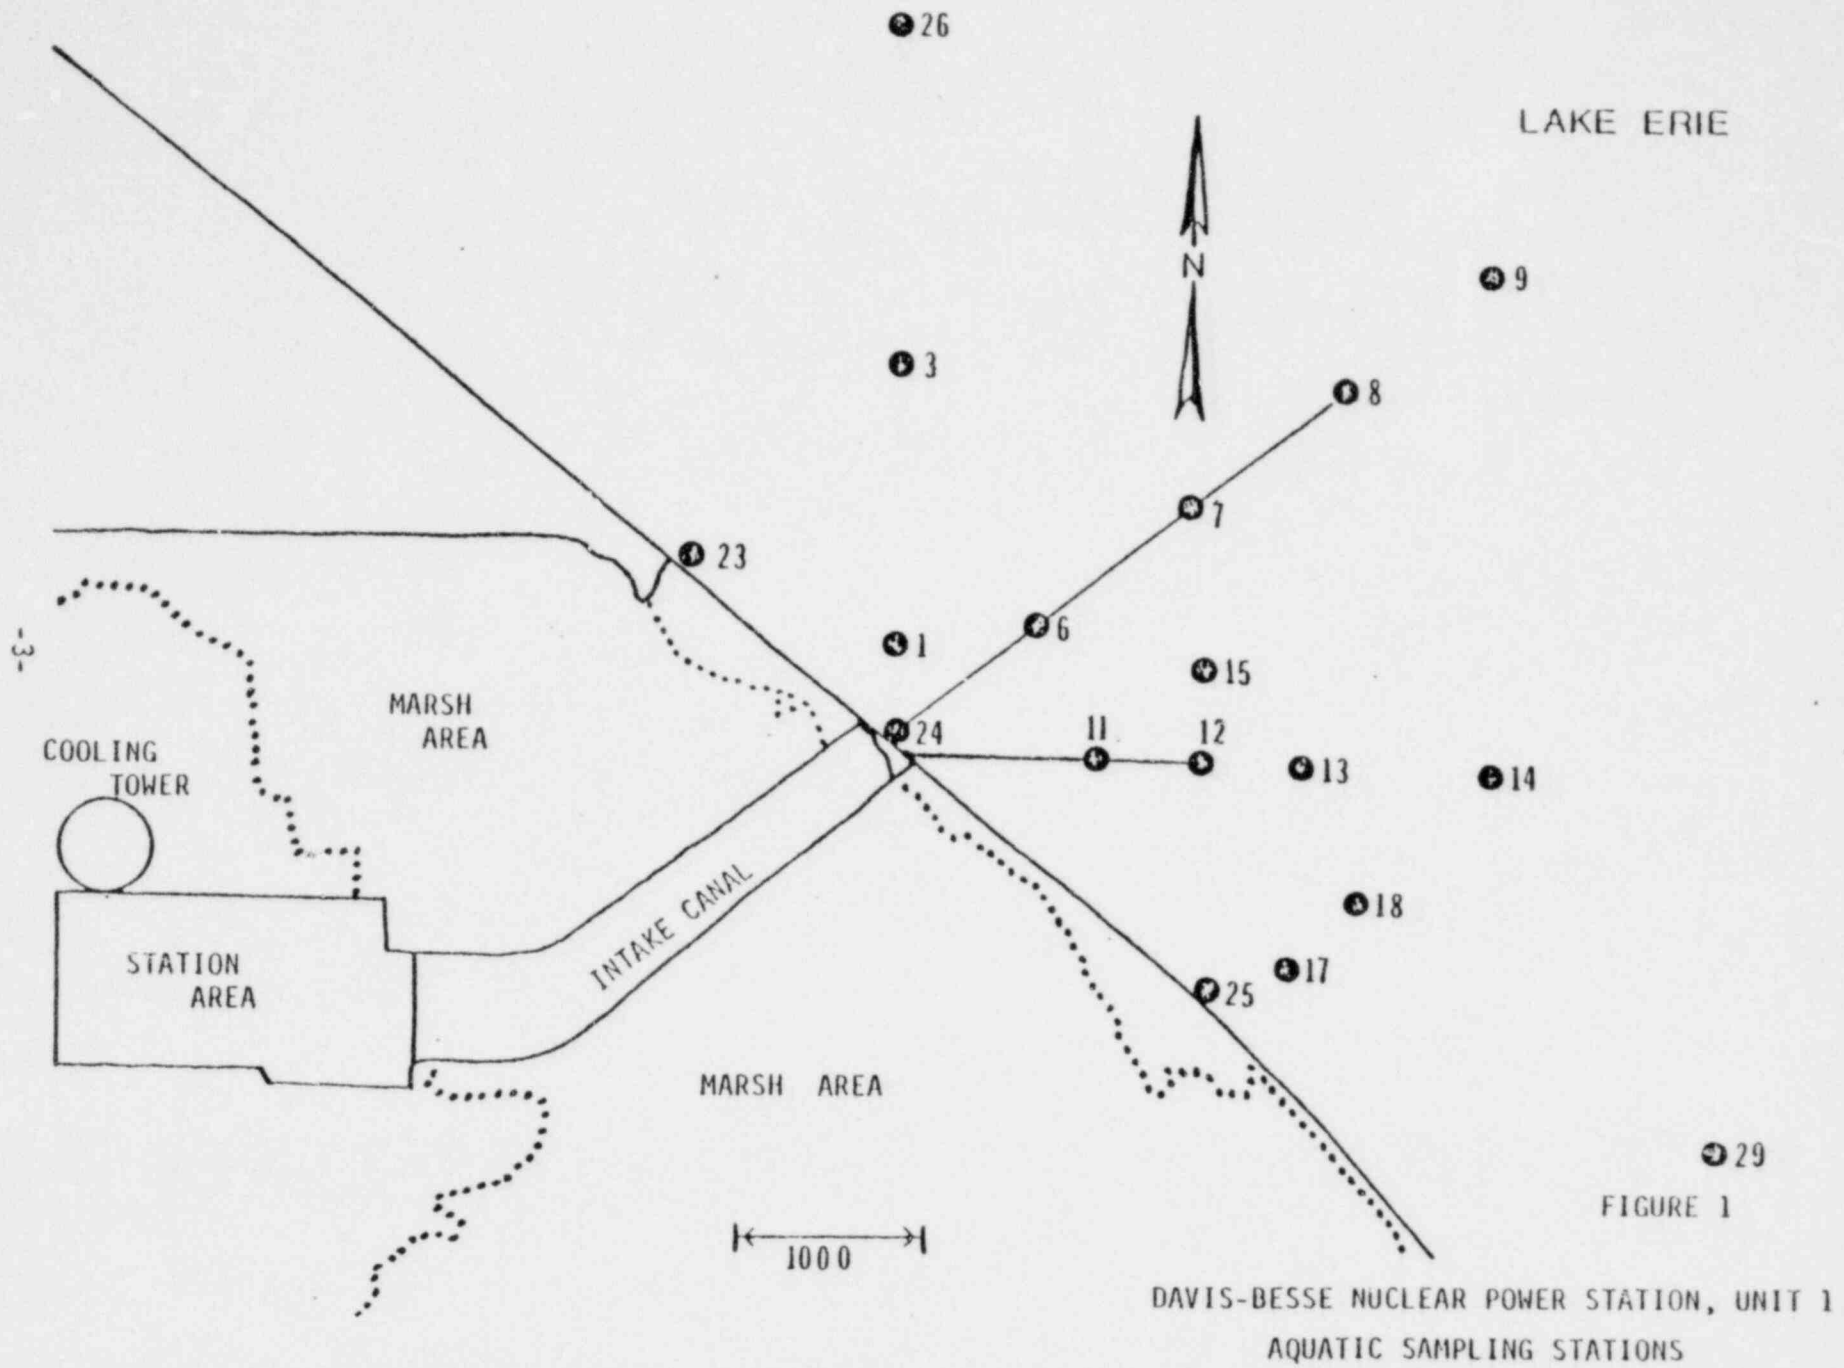 26
LAKE ERIE
N
9
3
8
7
23
6
1
15
-3-
MARSH
AREA
24
11
12
COOLING
TOWER
13
14
INTAKE CANAL
18
STATION
AREA
17
25
MARSH AREA
29
FIGURE 1
1000
DAVIS-BESSE NUCLEAR POWER STATION, UNIT 1
AQUATIC SAMPLING STATIONS